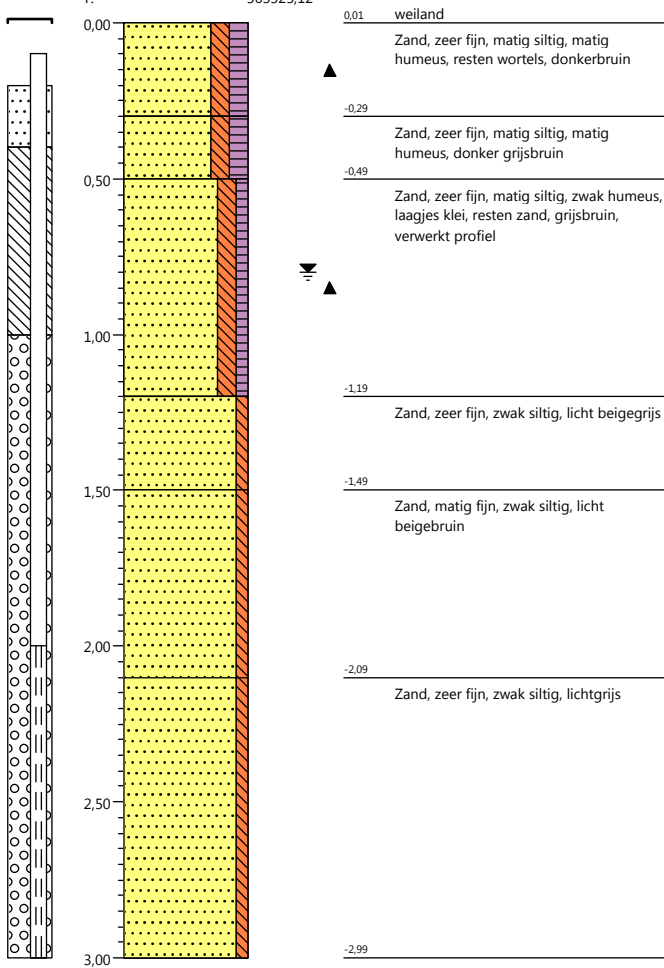 0,01 weiland
0,00
Zand, zeer fijn, matig siltig, matig
humeus, resten wortels, donkerbruin
-0,29
Zand, zeer fijn, matig siltig, matig
humeus, donker grijsbruin
-0,49
0,50
Zand, zeer fijn, matig siltig, zwak humeus,
laagjes klei, resten zand, grijsbruin,
verwerkt profiel
1,00
-1,19
Zand, zeer fijn, zwak siltig, licht beigegrijs
-1,49
1,50
Zand, matig fijn, zwak siltig, licht
beigebruin
2,00
-2,09
Zand, zeer fijn, zwak siltig, lichtgrijs
2,50
-2,99
3,00